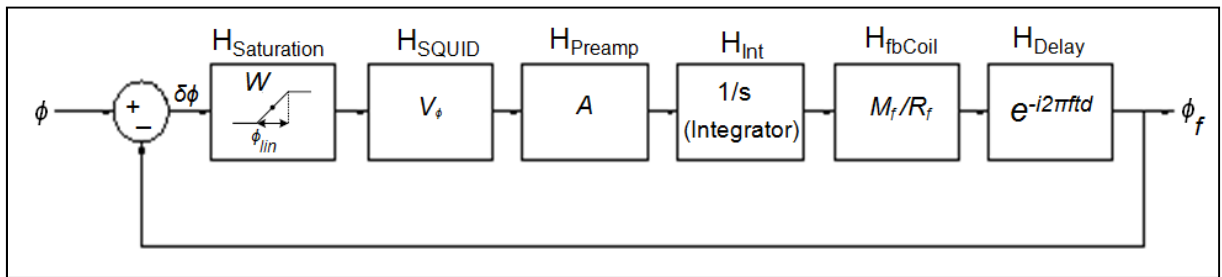 H_Saturation H_SQUID H_Preamp H_Int H_fbCoil H_Delay
ϕ + − δϕ W ϕ_lin V_ϕ A 1/s (Integrator) M_f/R_f e^{-i2πftd} ϕ_f